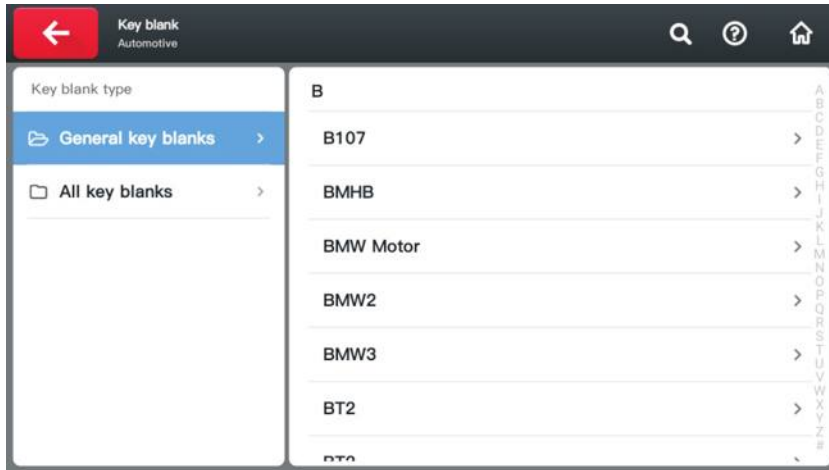 Key blank
Automotive
Key blank type
General key blanks
All key blanks
B
B107
BMHB
BMW Motor
BMW2
BMW3
BT2
A
B
C
D
E
F
G
H
I
J
K
L
M
N
O
P
Q
R
S
T
U
V
W
X
Y
Z
#